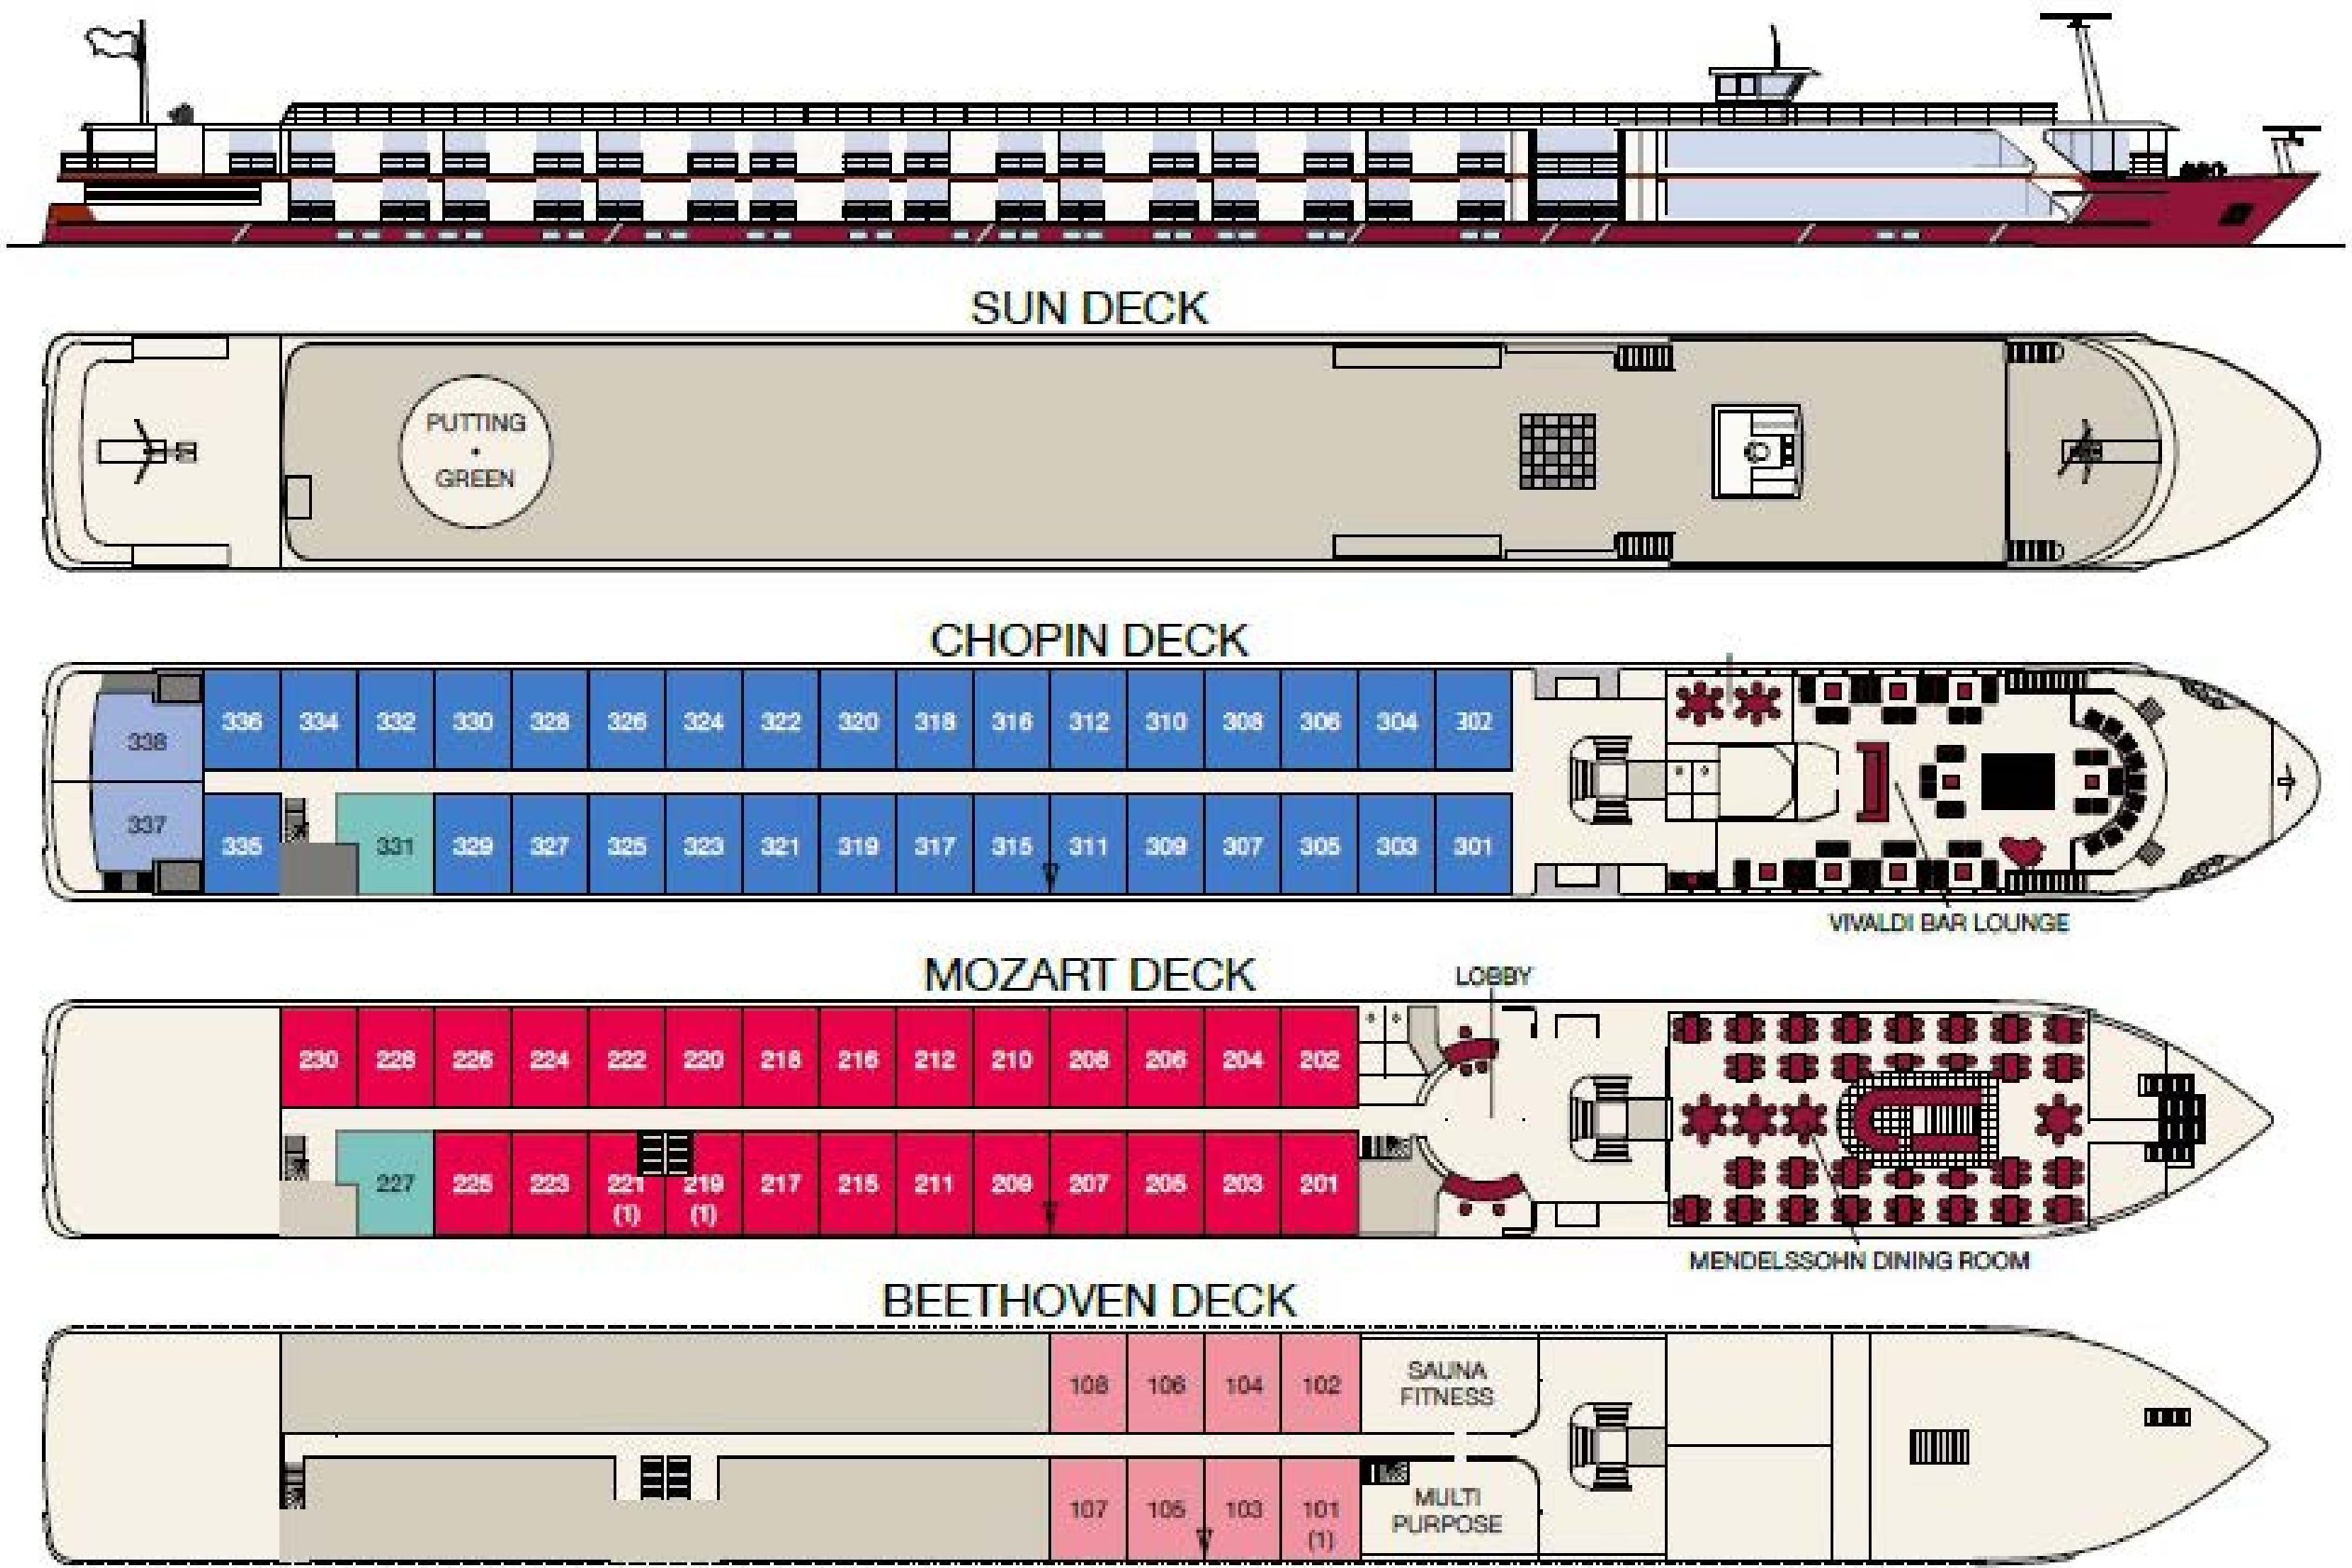 SUN DECK
PUTTING
GREEN
CHOPIN DECK
338 336 334 332 330 328 326 324 322 320 318 316 312 310 308 306 304 302
337 335 331 329 327 325 323 321 319 317 315 311 309 307 305 303 301
VIVALDI BAR LOUNGE
MOZART DECK
LOBBY
230 228 226 224 222 220 218 216 212 210 208 206 204 202
227 225 223 221 219 217 215 211 209 207 205 203 201
(1) (1)
MENDELSSOHN DINING ROOM
BEETHOVEN DECK
108 106 104 102
SAUNA
FITNESS
107 105 103 101
(1)
MULTI
PURPOSE